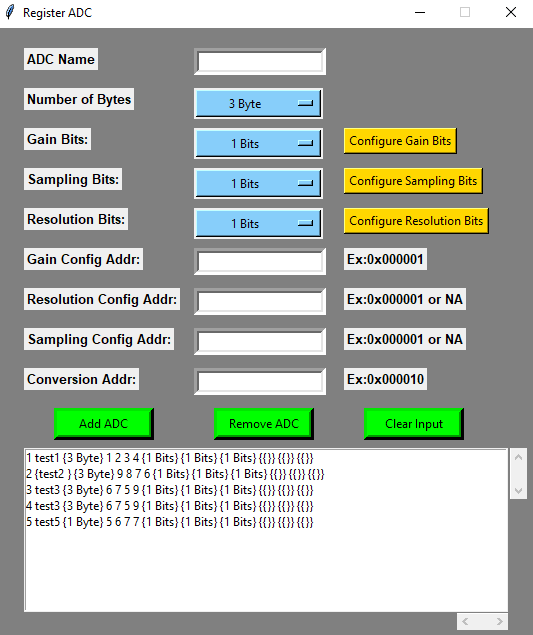 Register ADC
ADC Name
Number of Bytes 3 Byte
Gain Bits: 1 Bits Configure Gain Bits
Sampling Bits: 1 Bits Configure Sampling Bits
Resolution Bits: 1 Bits Configure Resolution Bits
Gain Config Addr: Ex:0x000001
Resolution Config Addr: Ex:0x000001 or NA
Sampling Config Addr: Ex:0x000001 or NA
Conversion Addr: Ex:0x000010
Add ADC Remove ADC Clear Input
1 test1 {3 Byte} 1 2 3 4 {1 Bits} {1 Bits} {1 Bits} {{}} {{}} {{}}
2 {test2 } {3 Byte} 9 8 7 6 {1 Bits} {1 Bits} {1 Bits} {{}} {{}} {{}}
3 test3 {3 Byte} 6 7 5 9 {1 Bits} {1 Bits} {1 Bits} {{}} {{}} {{}}
4 test3 {3 Byte} 6 7 5 9 {1 Bits} {1 Bits} {1 Bits} {{}} {{}} {{}}
5 test5 {1 Byte} 5 6 7 7 {1 Bits} {1 Bits} {1 Bits} {{}} {{}} {{}}